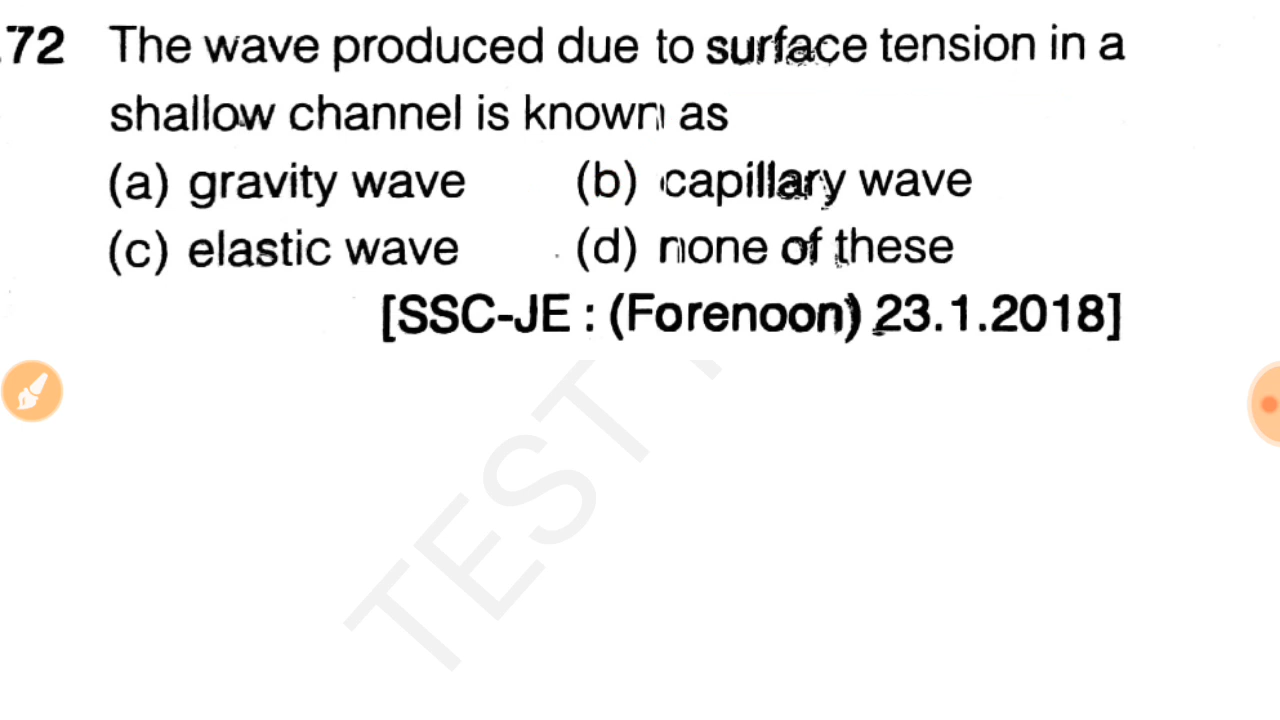 72 The wave produced due to surface tension in a
shallow channel is known as
(a) gravity wave (b) capillary wave
(c) elastic wave (d) none of these
[SSC-JE : (Forenoon) 23.1.2018]
TEST